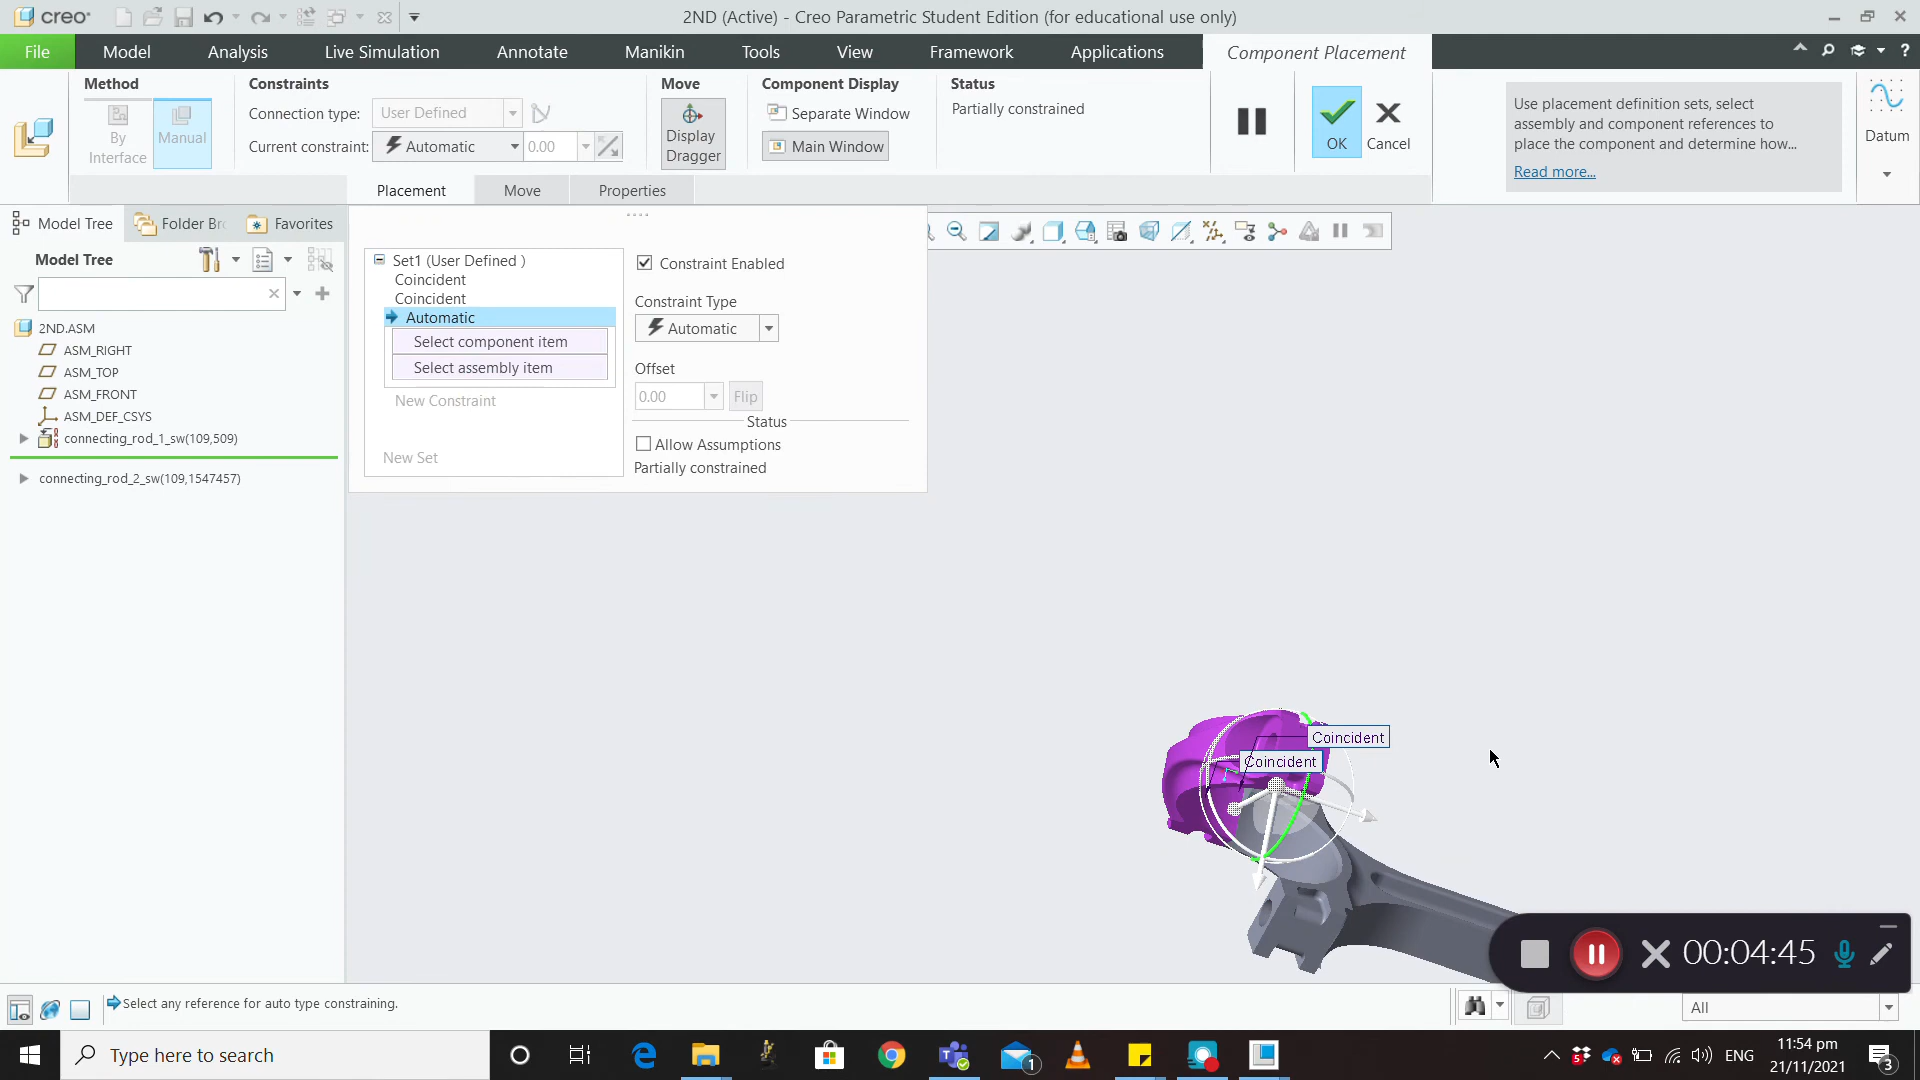 creo
2ND (Active) - Creo Parametric Student Edition (for educational use only)
File Model Analysis Live Simulation Annotate Manikin Tools View Framework Applications Component Placement
Method Constraints Move Component Display Status
By Interface Manual
Connection type: User Defined
Current constraint: Automatic 0.00
Display Dragger
Separate Window
Main Window
Partially constrained
OK Cancel
Use placement definition sets, select
assembly and component references to
place the component and determine how...
Read more...
Datum
Placement Move Properties
Model Tree Folder Br Favorites
Model Tree
2ND.ASM
ASM_RIGHT
ASM_TOP
ASM_FRONT
ASM_DEF_CSYS
connecting_rod_1_sw(109,509)
connecting_rod_2_sw(109,1547457)
Set1 (User Defined )
Coincident
Coincident
Automatic
Select component item
Select assembly item
New Constraint
New Set
Constraint Enabled
Constraint Type
Automatic
Offset
0.00 Flip
Status
Allow Assumptions
Partially constrained
Coincident
Coincident
00:04:45
Select any reference for auto type constraining.
All
Type here to search
1
5
ENG
11:54 pm
21/11/2021
3